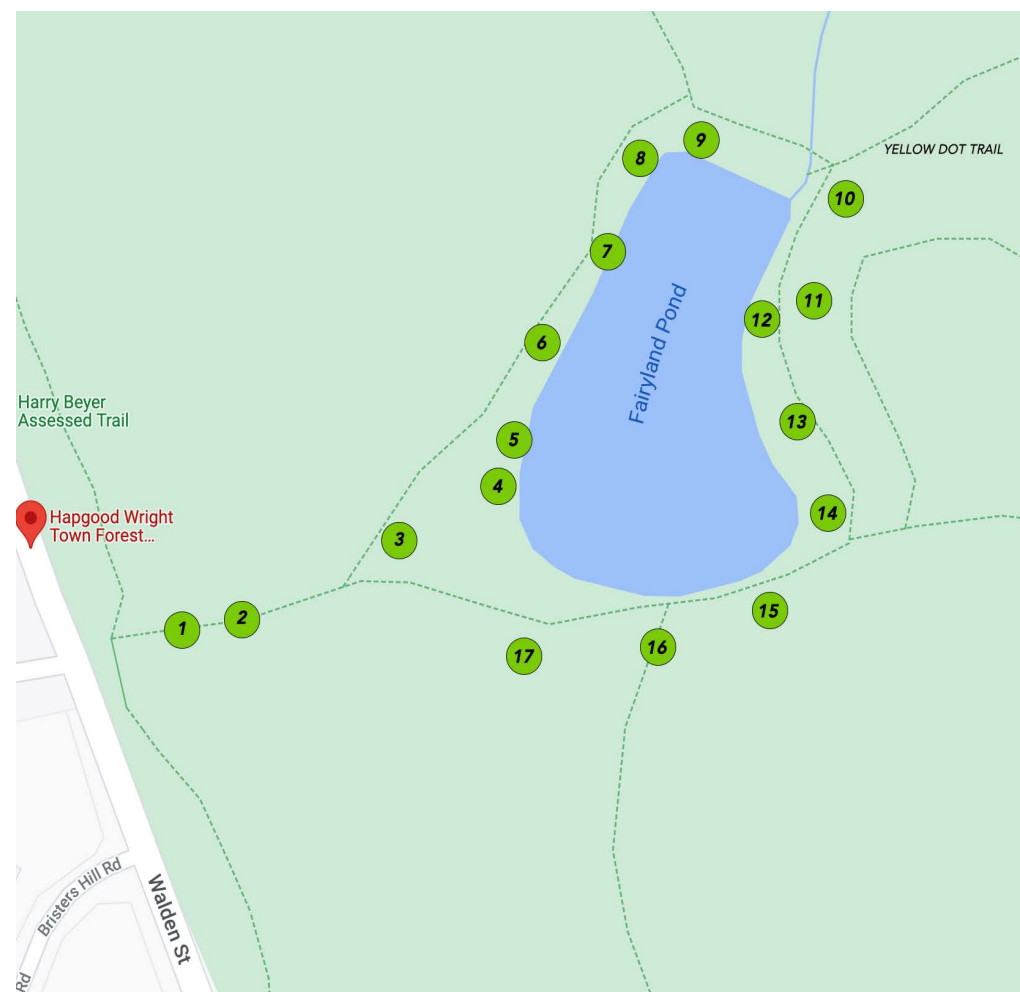 9
8
YELLOW DOT TRAIL
10
7
11
12
6
Fairyland Pond
Harry Beyer
Assessed Trail
13
5
4
Hapgood Wright
Town Forest...
14
3
15
2
1
16
17
Bristers Hill Rd
Walden St
Rd